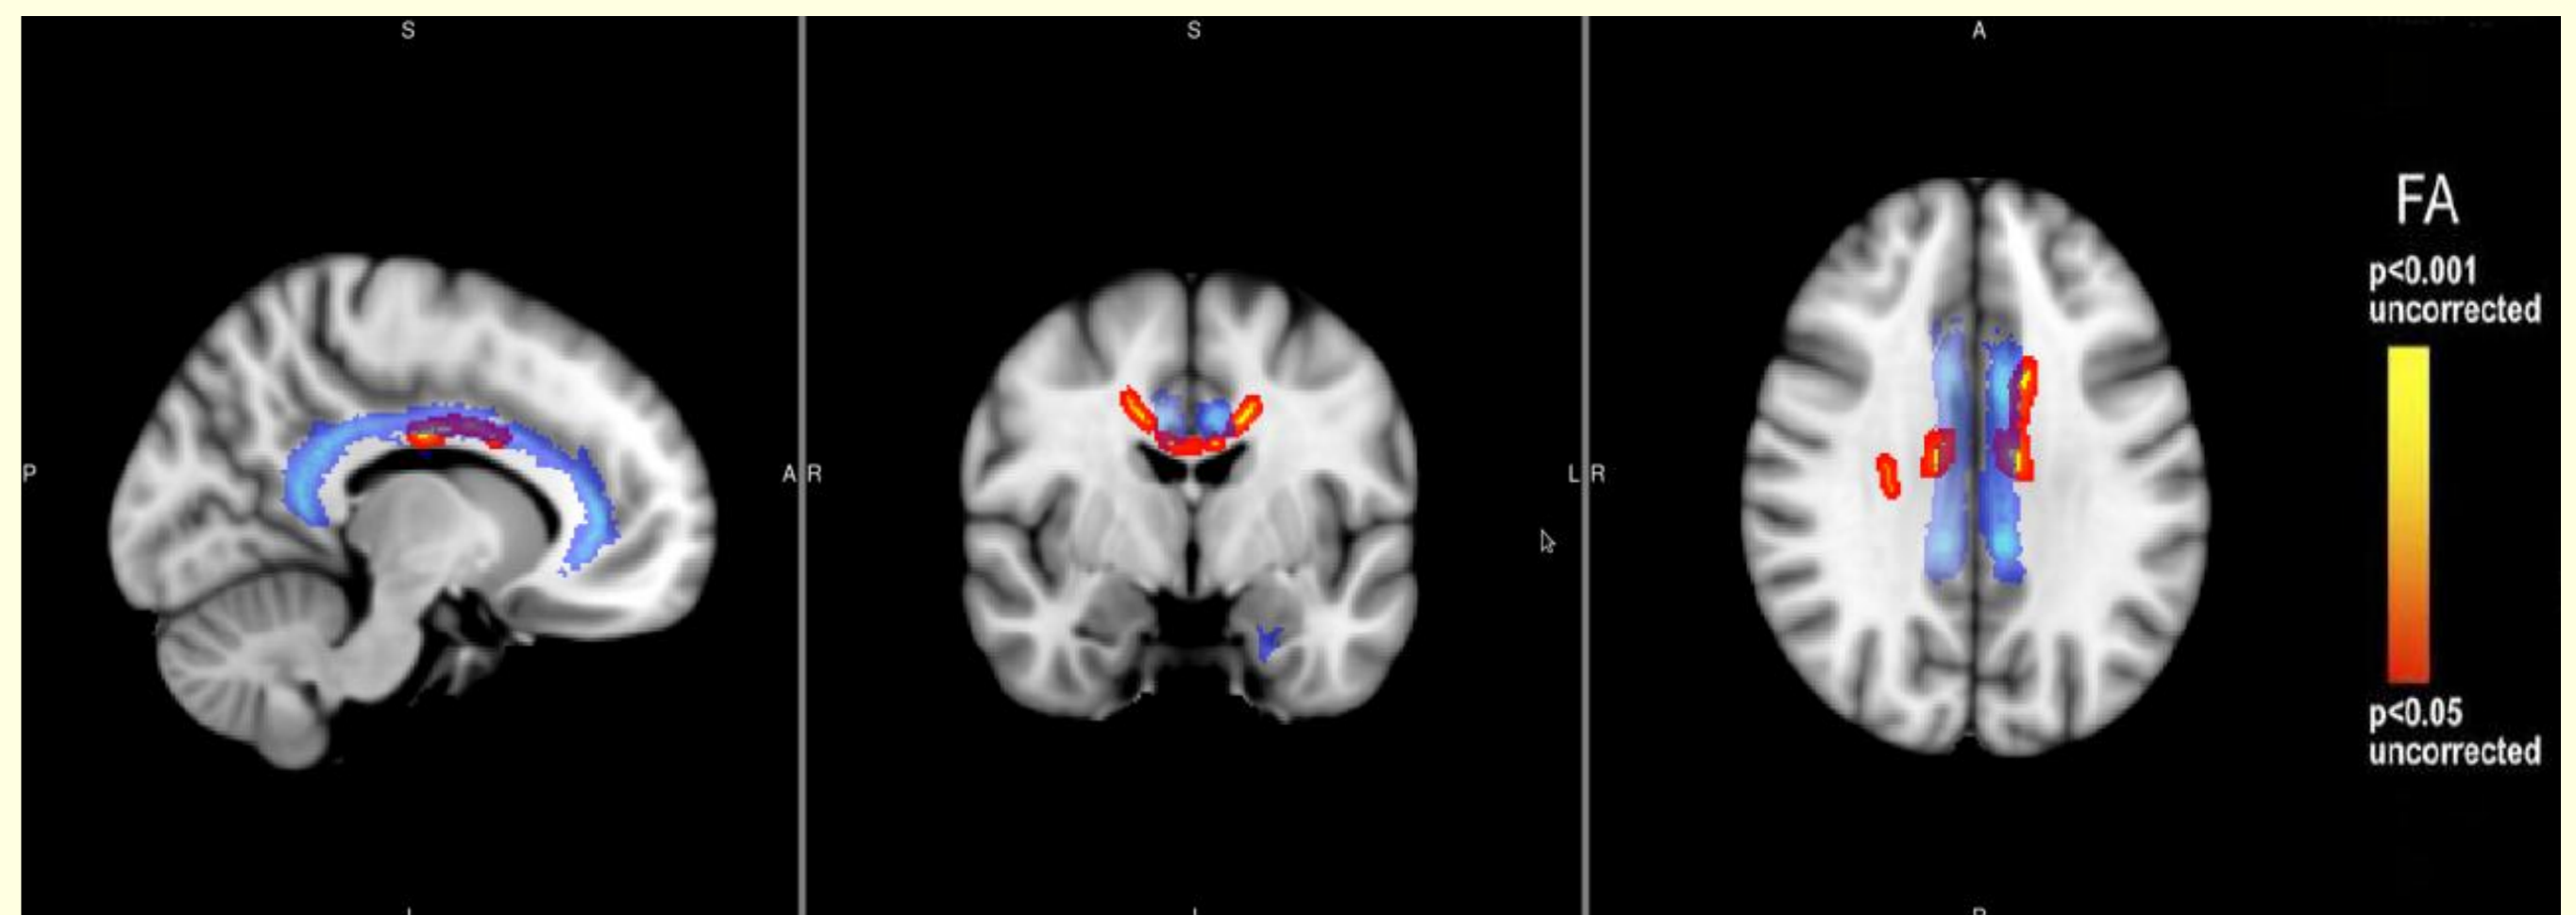 S
S
A
P
A
R
L
R
FA
p<0.001
uncorrected
p<0.05
uncorrected